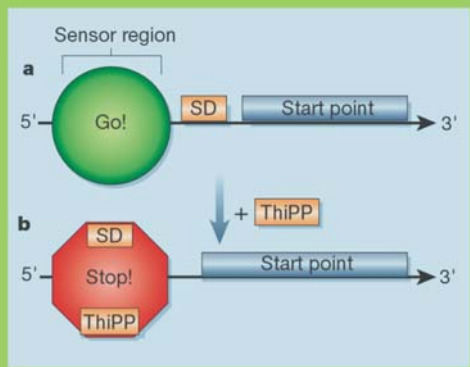 Sensor region
a
5' Go! SD Start point 3'
+ ThiPP
b
SD
5' Stop! Start point 3'
ThiPP